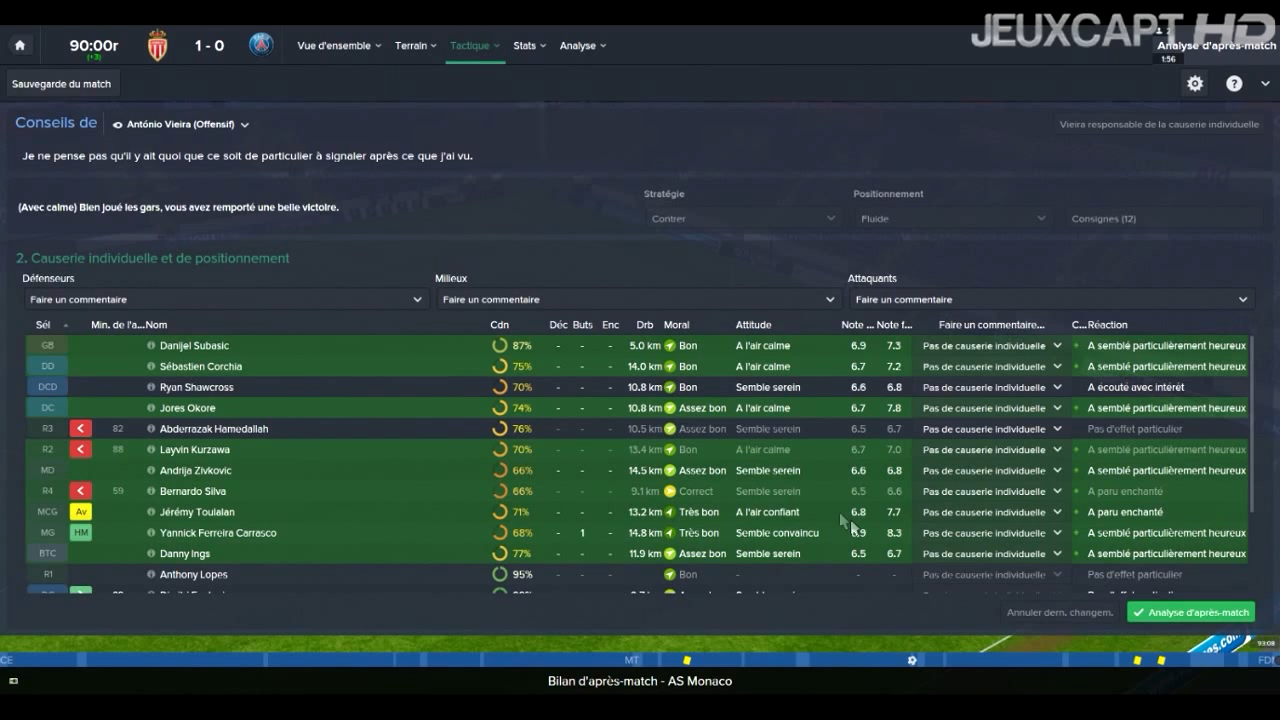 JEUXCAPT HD
90:00r
(+3)
1 - 0
Vue d'ensemble
Terrain
Tactique
Stats
Analyse
Analyse d'après-match
1:56
Sauvegarde du match
?
Conseils de
António Vieira (Offensif)
Vieira responsable de la causerie individuelle
Je ne pense pas qu'il y ait quoi que ce soit de particulier à signaler après ce que j'ai vu.
Stratégie
Positionnement
(Avec calme) Bien joué les gars, vous avez remporté une belle victoire.
Contrer
Fluide
Consignes (12)
2. Causerie individuelle et de positionnement
Défenseurs
Milieux
Attaquants
Faire un commentaire
Faire un commentaire
Faire un commentaire
Sél Min. de l'a... Nom Cdn Déc Buts Enc Drb Moral Attitude Note ... Note f... Faire un commentaire... C... Réaction
GB Danijel Subasic 87% - - - 5.0 km Bon A l'air calme 6.9 7.3 Pas de causerie individuelle A semblé particulièrement heureux
DD Sébastien Corchia 75% - - - 14.0 km Bon A l'air calme 6.7 7.2 Pas de causerie individuelle A semblé particulièrement heureux
DCD Ryan Shawcross 70% - - - 10.8 km Bon Semble serein 6.6 6.8 Pas de causerie individuelle A écouté avec intérêt
DC Jores Okore 74% - - - 10.8 km Assez bon A l'air calme 6.7 7.8 Pas de causerie individuelle A semblé particulièrement heureux
R3 82 Abderrazak Hamedallah 76% - - - 10.5 km Assez bon Semble serein 6.5 6.7 Pas de causerie individuelle Pas d'effet particulier
R2 88 Layvin Kurzawa 70% - - - 13.4 km Bon A l'air calme 6.7 7.0 Pas de causerie individuelle A semblé particulièrement heureux
MD Andrija Zivkovic 66% - - - 14.5 km Assez bon Semble serein 6.6 6.8 Pas de causerie individuelle A semblé particulièrement heureux
R4 59 Bernardo Silva 66% - - - 9.1 km Correct Semble serein 6.5 6.6 Pas de causerie individuelle A paru enchanté
MCG Av Jérémy Toulalan 71% - - - 13.2 km Très bon A l'air confiant 6.8 7.7 Pas de causerie individuelle A paru enchanté
MG HM Yannick Ferreira Carrasco 68% - 1 - 14.8 km Très bon Semble convaincu 6.9 8.3 Pas de causerie individuelle A semblé particulièrement heureux
BTC Danny Ings 77% - - - 11.9 km Assez bon Semble serein 6.5 6.7 Pas de causerie individuelle A semblé particulièrement heureux
R1 Anthony Lopes 95% - - - Bon - - - Pas de causerie individuelle Pas d'effet particulier
Annuler dern. changem.
Analyse d'après-match
93:08
CE
MT
FDM
Bilan d'après-match - AS Monaco